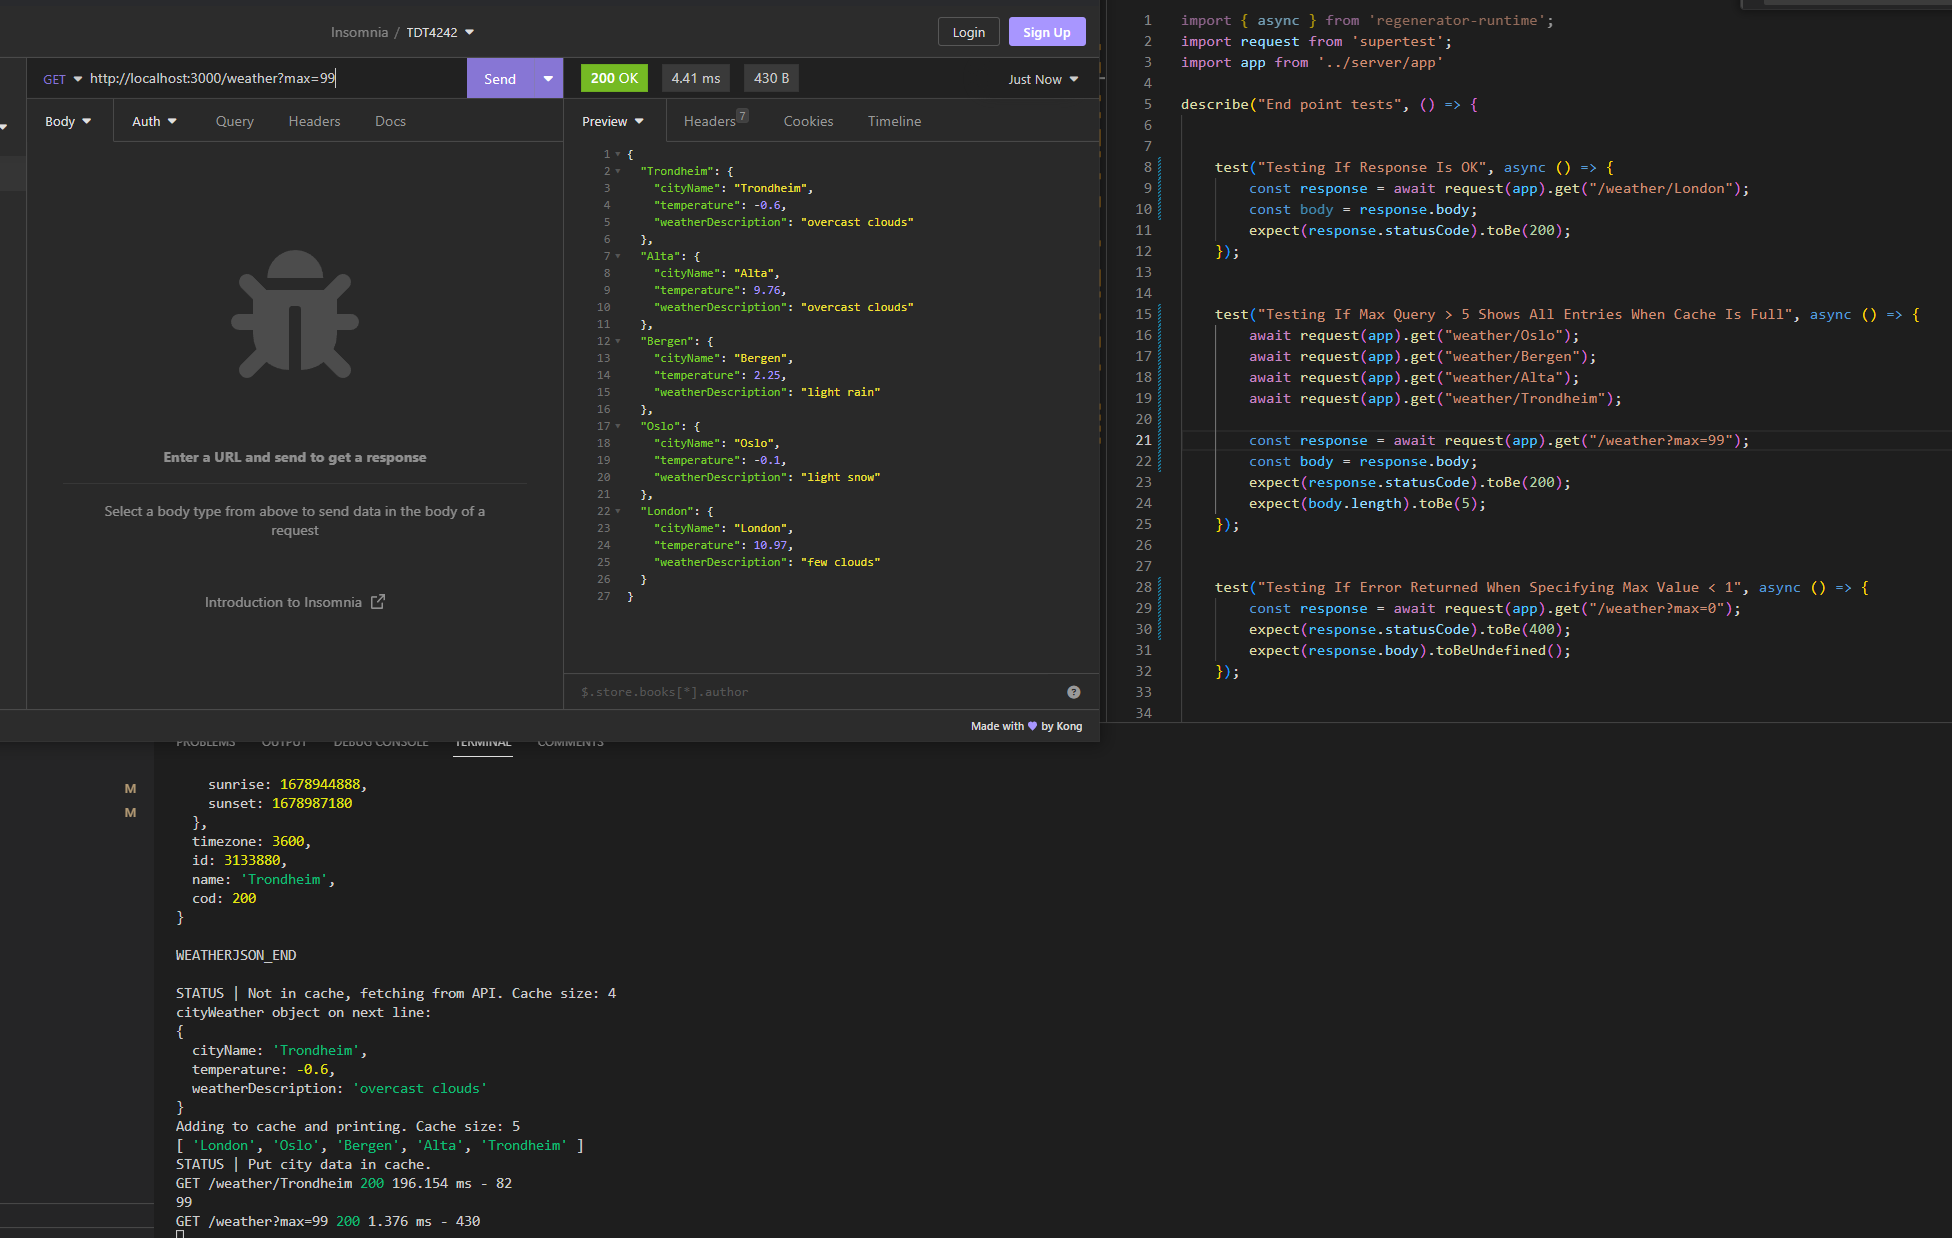 Insomnia / TDT4242
Login
Sign Up
GET http://localhost:3000/weather?max=99
Send
200 OK
4.41 ms
430 B
Just Now
Body
Auth
Query
Headers
Docs
Preview
Headers 7
Cookies
Timeline
Enter a URL and send to get a response
Select a body type from above to send data in the body of a
request
Introduction to Insomnia
1 {
2 "Trondheim": {
3 "cityName": "Trondheim",
4 "temperature": -0.6,
5 "weatherDescription": "overcast clouds"
6 },
7 "Alta": {
8 "cityName": "Alta",
9 "temperature": 9.76,
10 "weatherDescription": "overcast clouds"
11 },
12 "Bergen": {
13 "cityName": "Bergen",
14 "temperature": 2.25,
15 "weatherDescription": "light rain"
16 },
17 "Oslo": {
18 "cityName": "Oslo",
19 "temperature": -0.1,
20 "weatherDescription": "light snow"
21 },
22 "London": {
23 "cityName": "London",
24 "temperature": 10.97,
25 "weatherDescription": "few clouds"
26 }
27 }
$.store.books[*].author
?
Made with by Kong
1 import { async } from 'regenerator-runtime';
2 import request from 'supertest';
3 import app from '../server/app'
4
5 describe("End point tests", () => {
6
7
8 test("Testing If Response Is OK", async () => {
9 const response = await request(app).get("/weather/London");
10 const body = response.body;
11 expect(response.statusCode).toBe(200);
12 });
13
14
15 test("Testing If Max Query > 5 Shows All Entries When Cache Is Full", async () => {
16 await request(app).get("weather/Oslo");
17 await request(app).get("weather/Bergen");
18 await request(app).get("weather/Alta");
19 await request(app).get("weather/Trondheim");
20
21 const response = await request(app).get("/weather?max=99");
22 const body = response.body;
23 expect(response.statusCode).toBe(200);
24 expect(body.length).toBe(5);
25 });
26
27
28 test("Testing If Error Returned When Specifying Max Value < 1", async () => {
29 const response = await request(app).get("/weather?max=0");
30 expect(response.statusCode).toBe(400);
31 expect(response.body).toBeUndefined();
32 });
33
34
PROBLEMS
OUTPUT
DEBUG CONSOLE
TERMINAL
COMMENTS
M
M
sunrise: 1678944888,
sunset: 1678987180
},
timezone: 3600,
id: 3133880,
name: 'Trondheim',
cod: 200
}
WEATHERJSON_END
STATUS | Not in cache, fetching from API. Cache size: 4
cityWeather object on next line:
{
cityName: 'Trondheim',
temperature: -0.6,
weatherDescription: 'overcast clouds'
}
Adding to cache and printing. Cache size: 5
[ 'London', 'Oslo', 'Bergen', 'Alta', 'Trondheim' ]
STATUS | Put city data in cache.
GET /weather/Trondheim 200 196.154 ms - 82
99
GET /weather?max=99 200 1.376 ms - 430